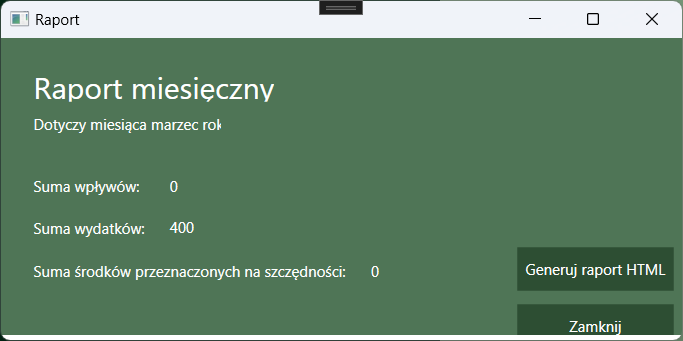 Raport
Raport miesięczny
Dotyczy miesiąca marzec rok
Suma wpływów: 0
Suma wydatków: 400
Suma środków przeznaczonych na szczędności: 0
Generuj raport HTML
Zamknij